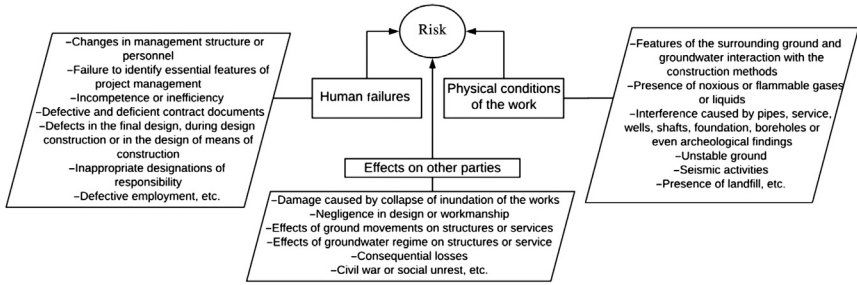 Risk
–Changes in management structure or
personnel
–Failure to identify essential features of
project management
–Incompetence or inefficiency
–Defective and deficient contract documents
–Defects in the final design, during design
construction or in the design of means of
construction
–Inappropriate designations of
responsibility
–Defective employment, etc.
Human failures
Physical conditions
of the work
–Features of the surrounding ground and
groundwater interaction with the
construction methods
–Presence of noxious or flammable gases
or liquids
–Interference caused by pipes, service,
wells, shafts, foundation, boreholes or
even archeological findings
–Unstable ground
–Seismic activities
–Presence of landfill, etc.
Effects on other parties
–Damage caused by collapse of inundation of the works
–Negligence in design or workmanship
–Effects of ground movements on structures or services
–Effects of groundwater regime on structures or service
–Consequential losses
–Civil war or social unrest, etc.